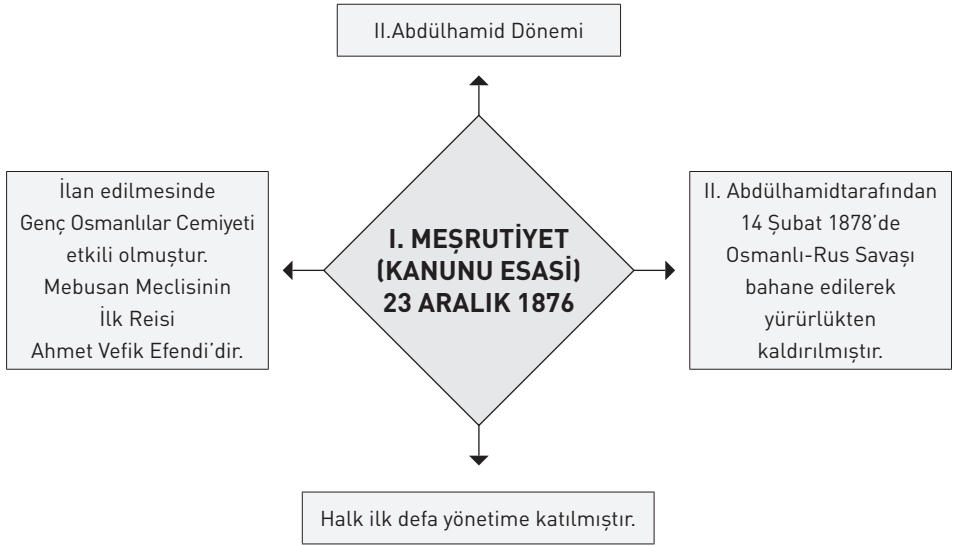 II.Abdülhamid Dönemi
İlan edilmesinde
Genç Osmanlılar Cemiyeti
etkili olmuştur.
Mebusan Meclisinin
İlk Reisi
Ahmet Vefik Efendi’dir.
I. MEŞRUTİYET
(KANUNU ESASİ)
23 ARALIK 1876
II. Abdülhamidtarafından
14 Şubat 1878’de
Osmanlı-Rus Savaşı
bahane edilerek
yürürlükten
kaldırılmıştır.
Halk ilk defa yönetime katılmıştır.